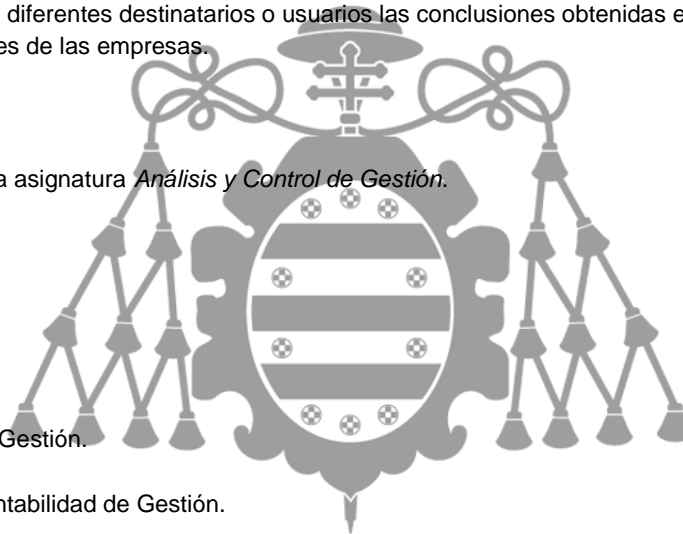 diferentes destinatarios o usuarios las conclusiones obtenidas e
es de las empresas.
a asignatura Análisis y Control de Gestión.
Gestión.
ntabilidad de Gestión.